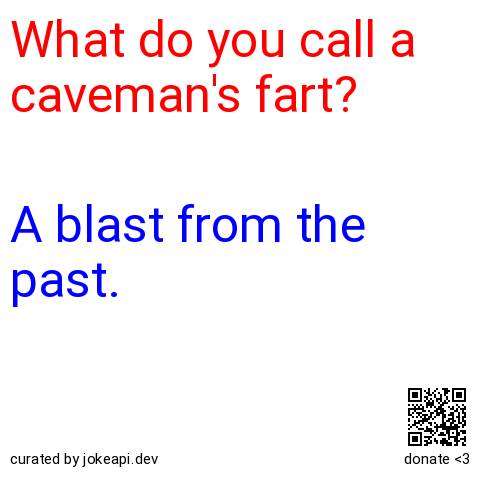 What do you call a
caveman's fart?
A blast from the
past.
curated by jokeapi.dev
donate <3